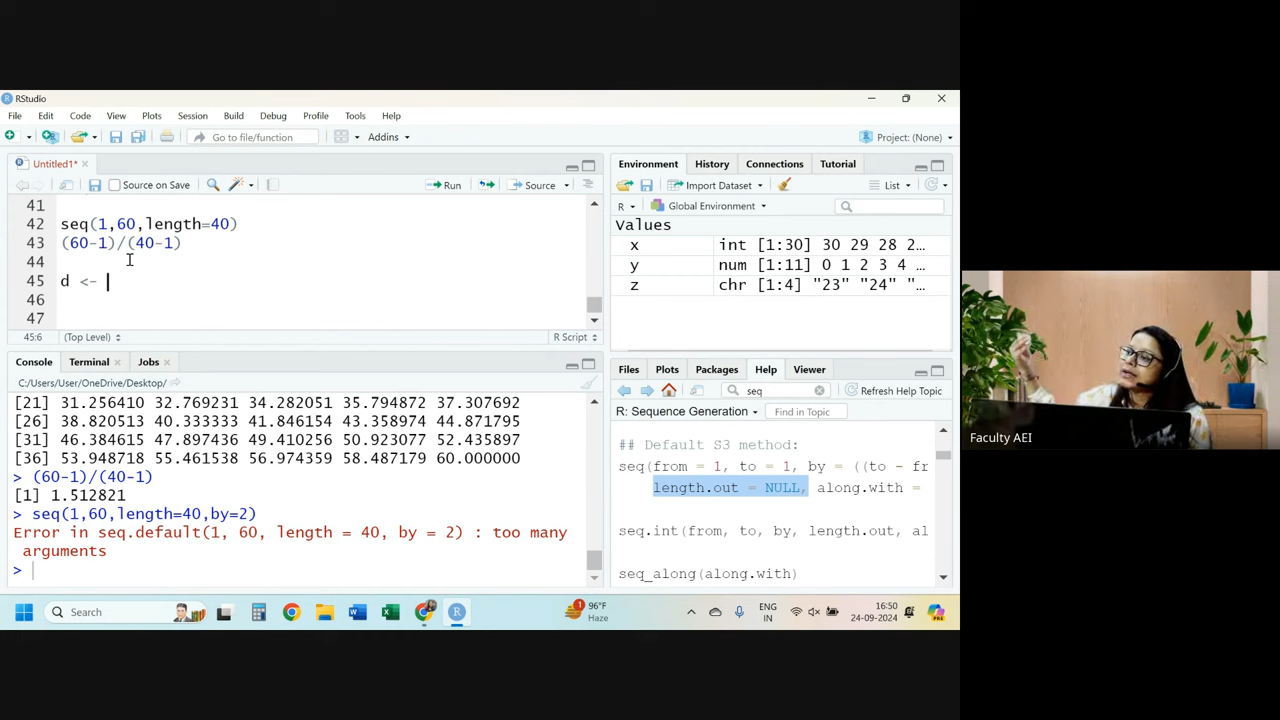 RStudio
File Edit Code View Plots Session Build Debug Profile Tools Help
Go to file/function Addins Project: (None)
Untitled1*
Source on Save Run Source
41
42 seq(1,60,length=40)
43 (60-1)/(40-1)
44
45 d <-
46
47
45:6 (Top Level) R Script
Console Terminal Jobs
C:/Users/User/OneDrive/Desktop/
[21] 31.256410 32.769231 34.282051 35.794872 37.307692
[26] 38.820513 40.333333 41.846154 43.358974 44.871795
[31] 46.384615 47.897436 49.410256 50.923077 52.435897
[36] 53.948718 55.461538 56.974359 58.487179 60.000000
> (60-1)/(40-1)
[1] 1.512821
> seq(1,60,length=40,by=2)
Error in seq.default(1, 60, length = 40, by = 2) : too many
arguments
>
Environment History Connections Tutorial
Import Dataset List
R Global Environment
Values
x int [1:30] 30 29 28 2…
y num [1:11] 0 1 2 3 4 …
z chr [1:4] "23" "24" "…
Files Plots Packages Help Viewer
seq Refresh Help Topic
R: Sequence Generation Find in Topic
## Default S3 method:
seq(from = 1, to = 1, by = ((to - fr
length.out = NULL, along.with =
seq.int(from, to, by, length.out, al
seq_along(along.with)
Search
96°F
Haze
ENG
IN
16:50
24-09-2024
Faculty AEI